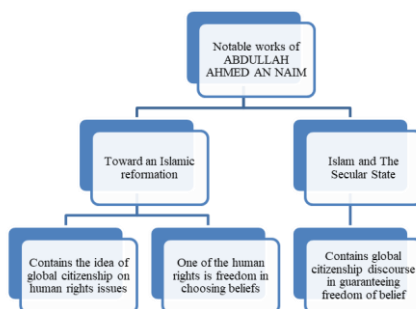 Notable works of
ABDULLAH
AHMED AN NAIM
Toward an Islamic
reformation
Islam and The
Secular State
Contains the idea of
global citizenship on
human rights issues
One of the human
rights is freedom in
choosing beliefs
Contains global
citizenship discourse
in guaranteeing
freedom of belief